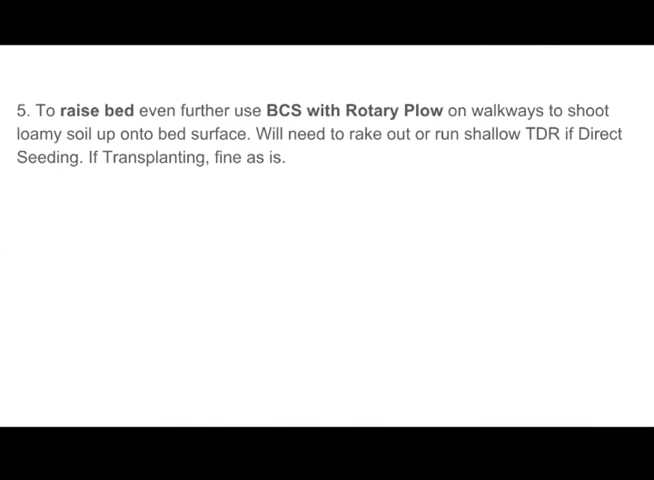 5. To raise bed even further use BCS with Rotary Plow on walkways to shoot
loamy soil up onto bed surface. Will need to rake out or run shallow TDR if Direct
Seeding. If Transplanting, fine as is.